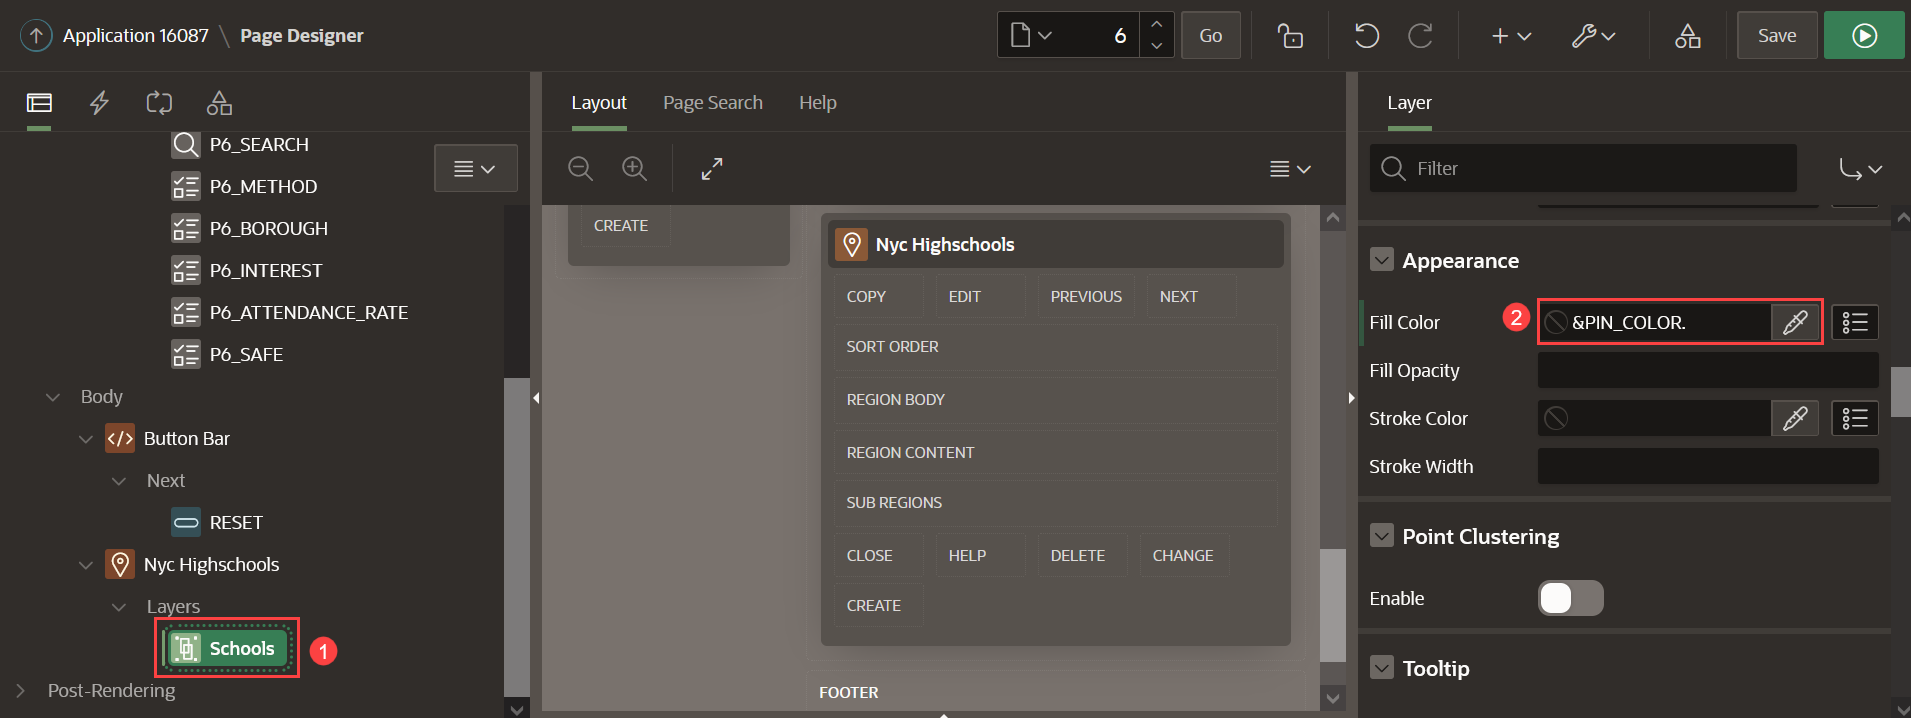 Application 16087 \ Page Designer
6
Go
Save
P6_SEARCH
P6_METHOD
P6_BOROUGH
P6_INTEREST
P6_ATTENDANCE_RATE
P6_SAFE
Body
Button Bar
Next
RESET
Nyc Highschools
Layers
Schools
1
Post-Rendering
Layout
Page Search
Help
CREATE
Nyc Highschools
COPY
EDIT
PREVIOUS
NEXT
SORT ORDER
REGION BODY
REGION CONTENT
SUB REGIONS
CLOSE
HELP
DELETE
CHANGE
CREATE
FOOTER
Layer
Filter
Appearance
Fill Color
2
&PIN_COLOR.
Fill Opacity
Stroke Color
Stroke Width
Point Clustering
Enable
Tooltip